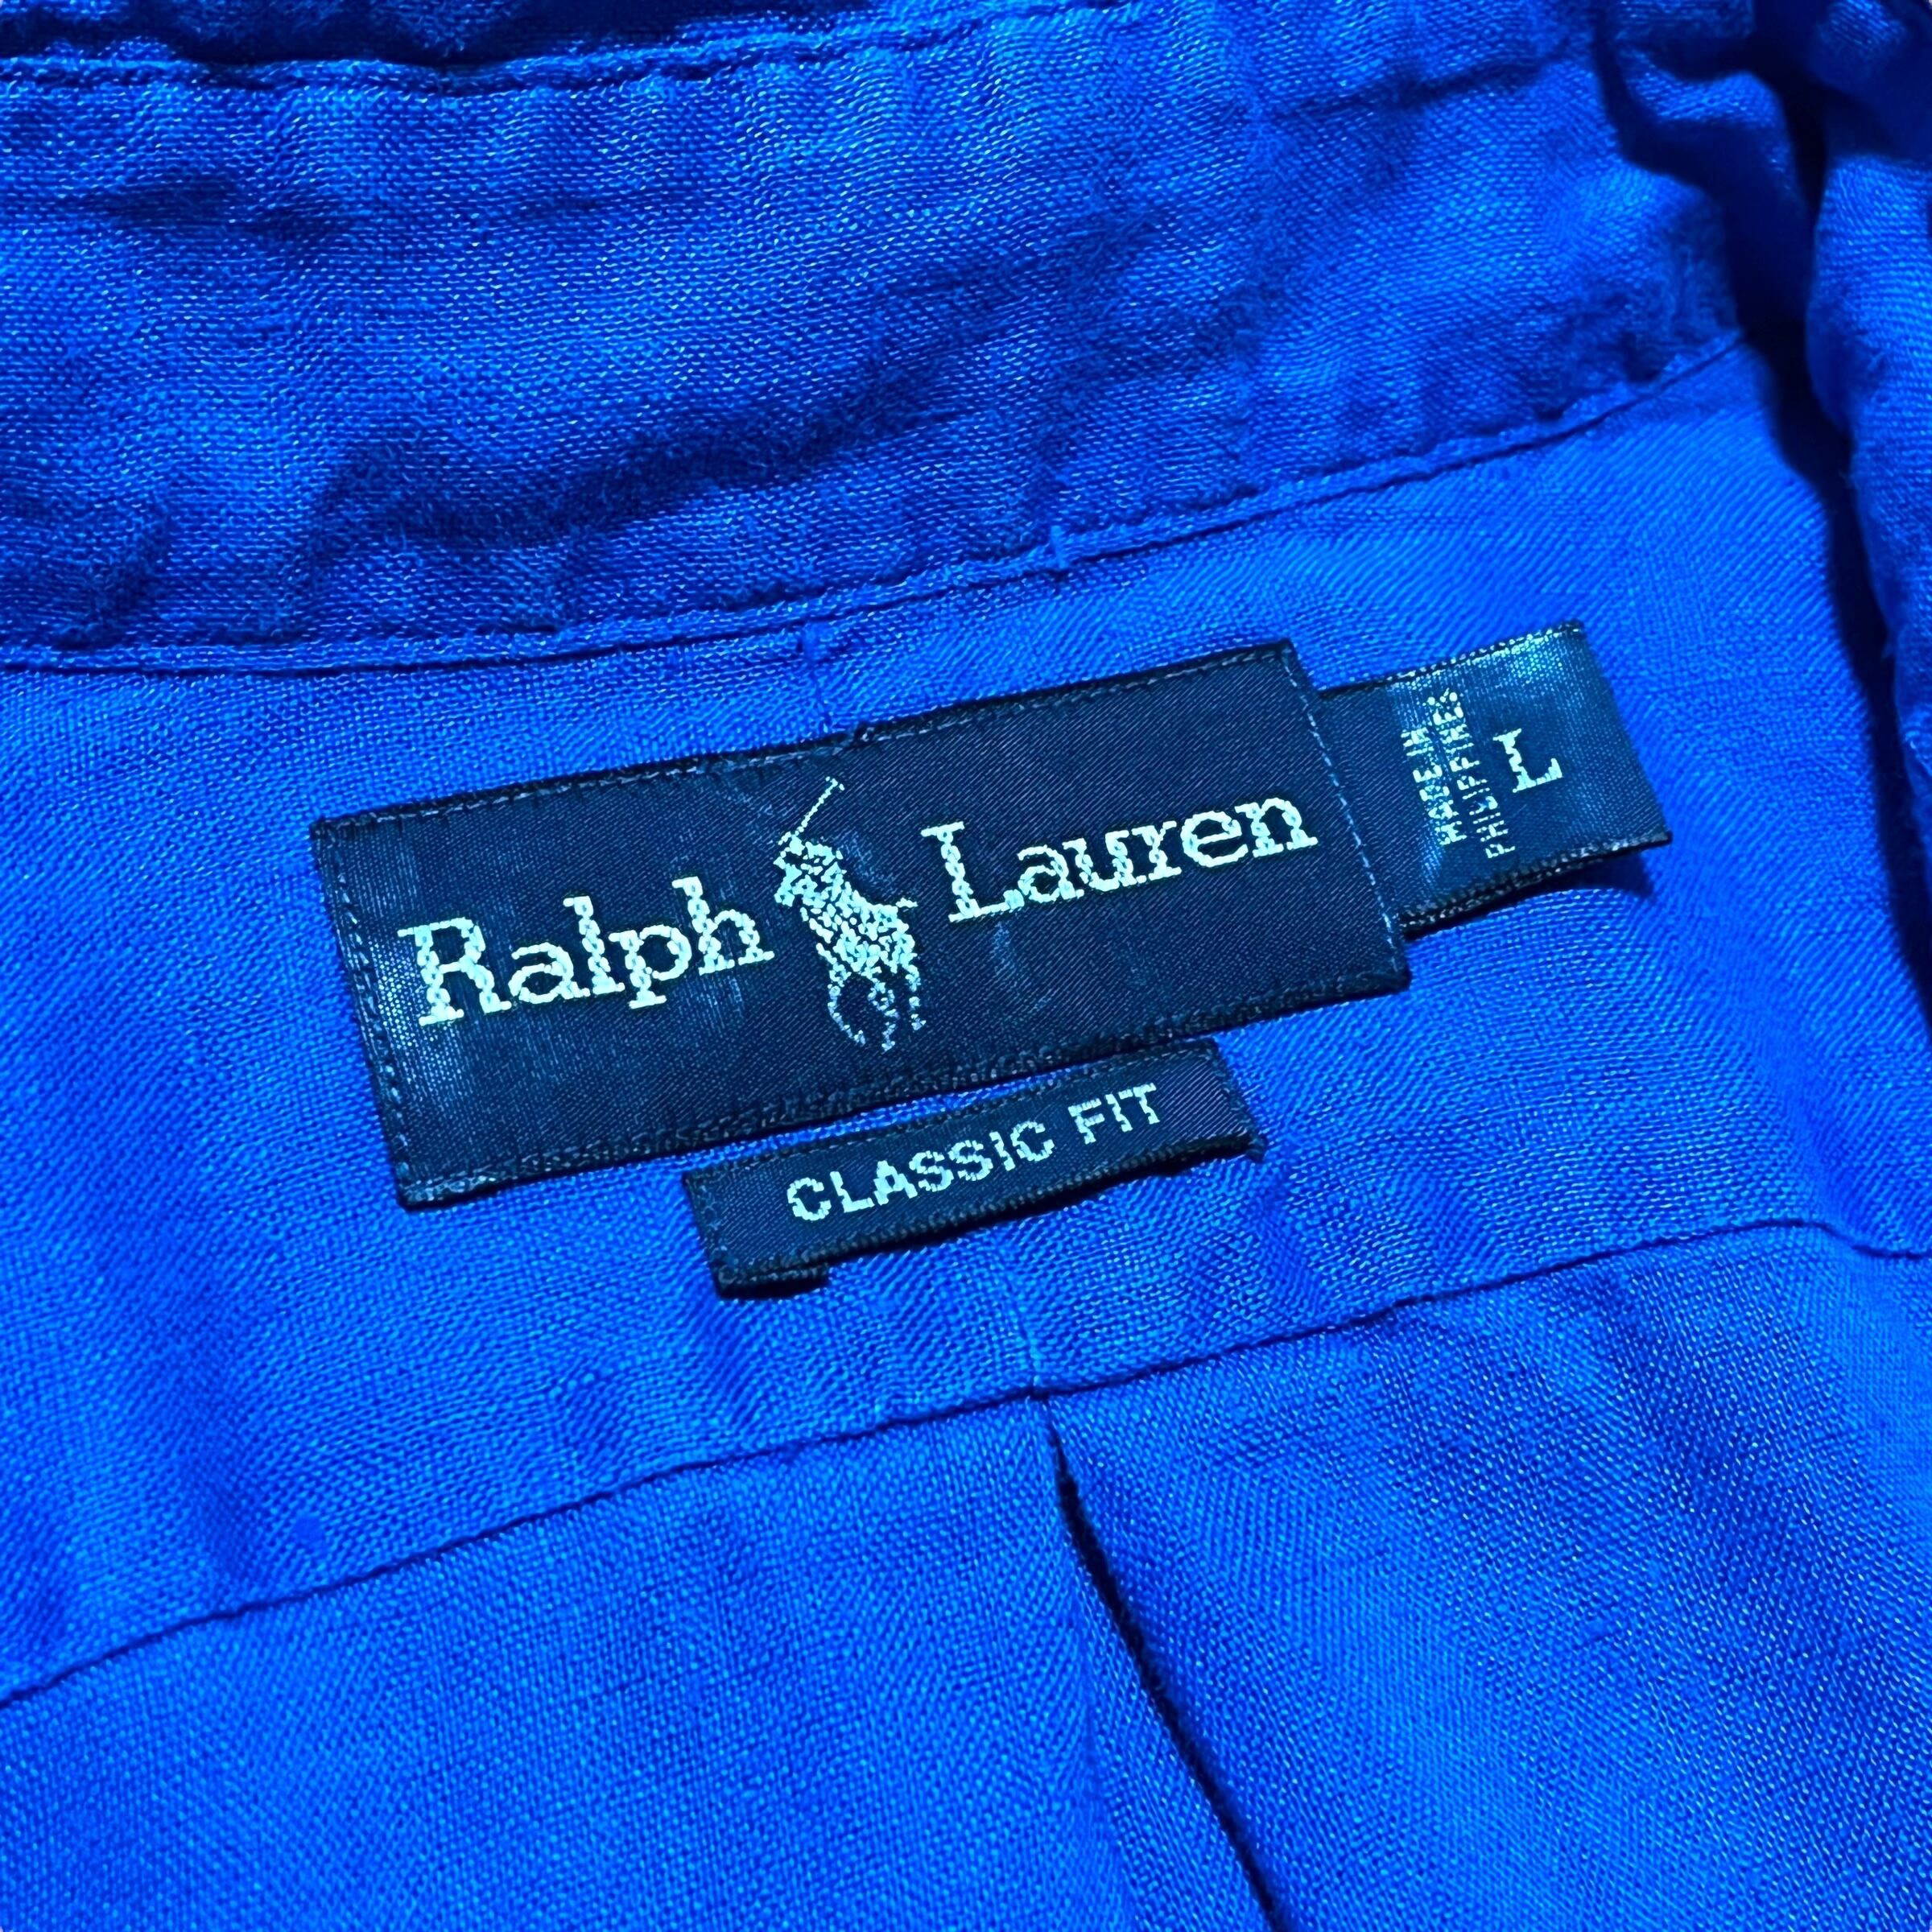 Ralph Lauren
MADE IN
PHILIPPINES
L
CLASSIC FIT